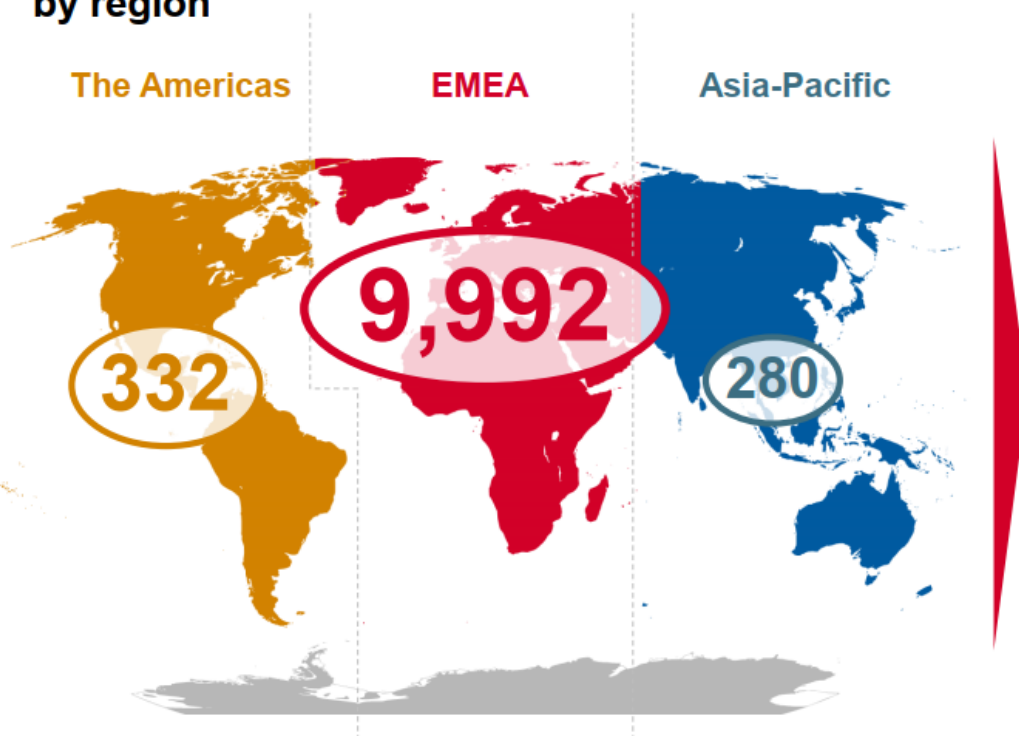 by region
The Americas
EMEA
Asia-Pacific
9,992
332
280